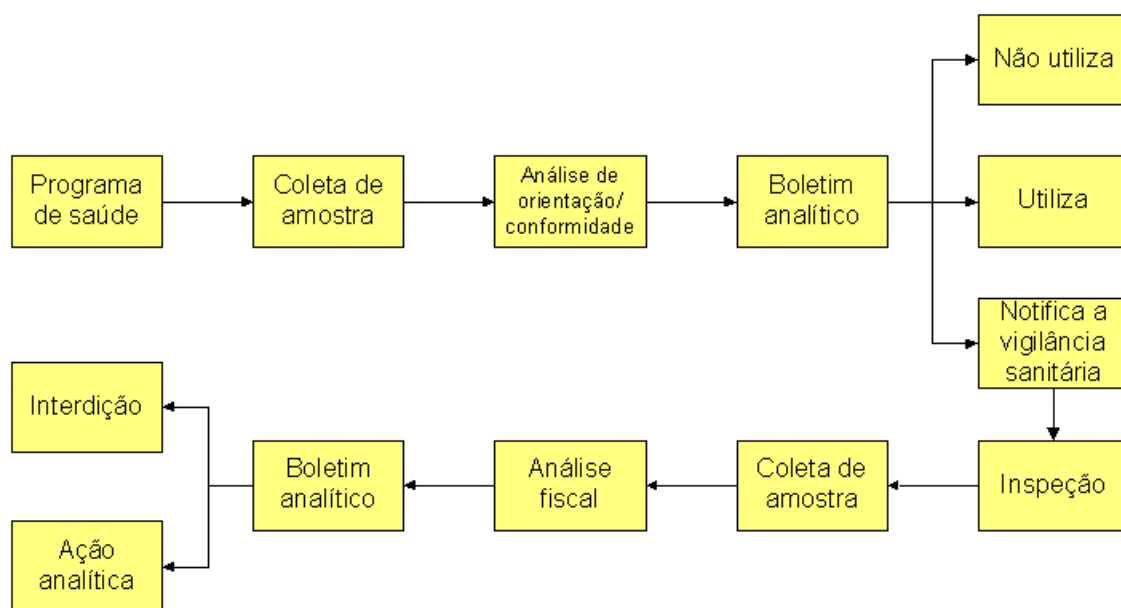 Não utiliza
Programa
de saúde
Coleta de
amostra
Análise de
orientação/
conformidade
Boletim
analítico
Utiliza
Notifica a
vigilância
sanitária
Interdição
Boletim
analítico
Análise
fiscal
Coleta de
amostra
Inspeção
Ação
analítica